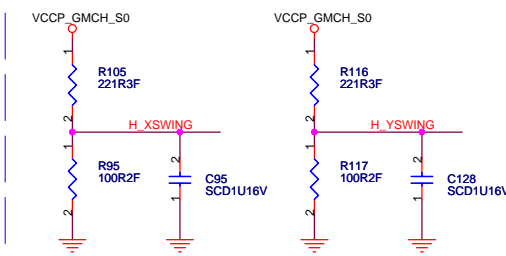 VCCP_GMCH_S0
VCCP_GMCH_S0
1
1
R105
221R3F
R116
221R3F
2
2
H_XSWING
H_YSWING
1
1
2
2
R95
100R2F
C95
SCD1U16V
R117
100R2F
C128
SCD1U16V
1
1
2
2